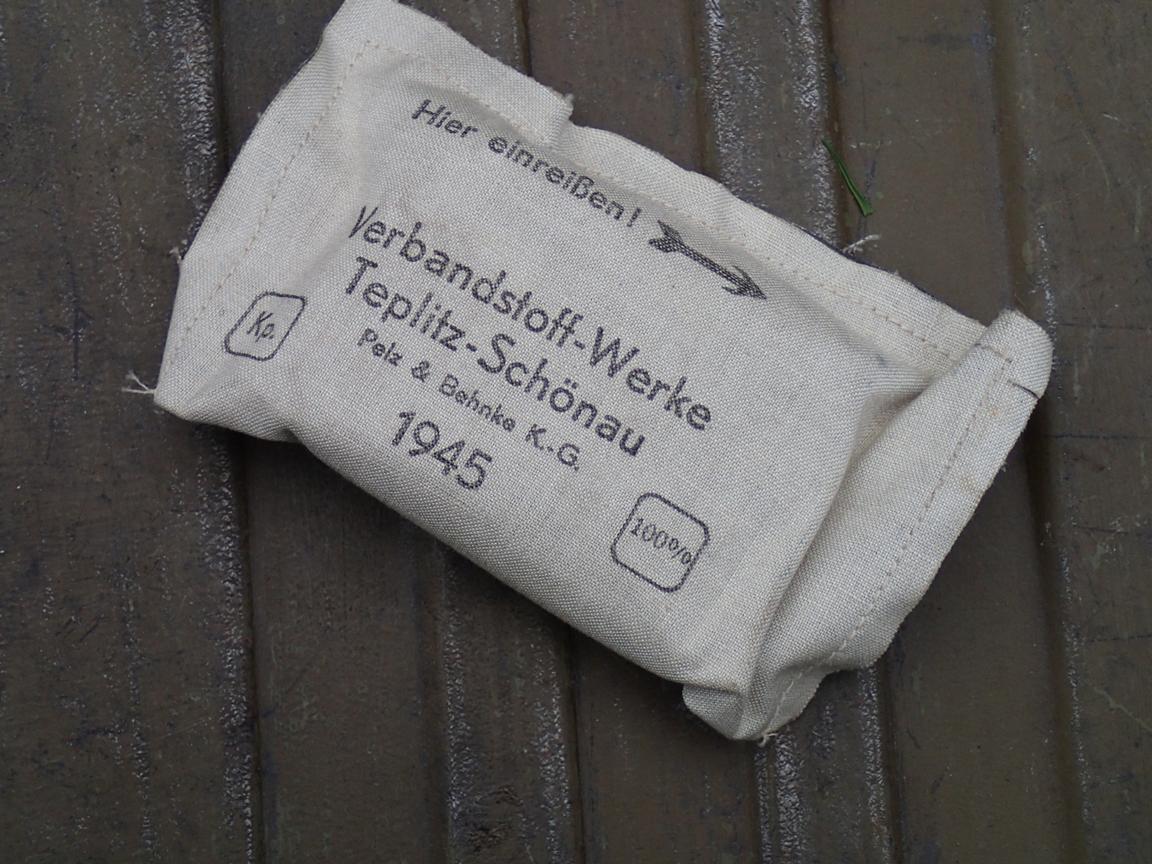 Hier einreißen!
Verbandstoff-Werke
Teplitz-Schönau
Pelz & Behnke K.-G.
1945
Kp.
100%